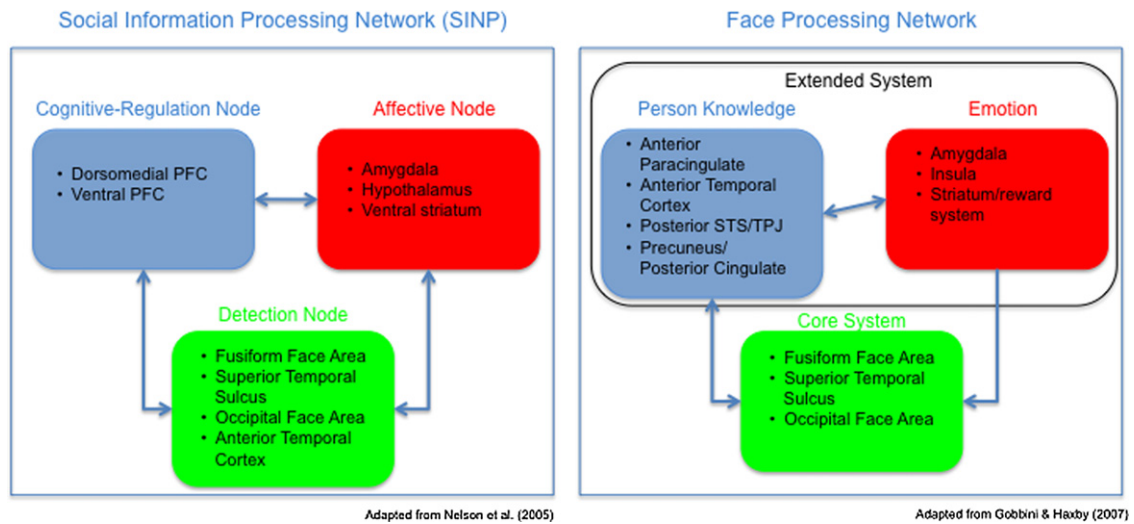 Social Information Processing Network (SINP)
Cognitive-Regulation Node
Affective Node
• Dorsomedial PFC
• Ventral PFC
• Amygdala
• Hypothalamus
• Ventral striatum
Detection Node
• Fusiform Face Area
• Superior Temporal
Sulcus
• Occipital Face Area
• Anterior Temporal
Cortex
Adapted from Nelson et al. (2005)
Face Processing Network
Extended System
Person Knowledge
Emotion
• Anterior
Paracingulate
• Anterior Temporal
Cortex
• Posterior STS/TPJ
• Precuneus/
Posterior Cingulate
• Amygdala
• Insula
• Striatum/reward
system
Core System
• Fusiform Face Area
• Superior Temporal
Sulcus
• Occipital Face Area
Adapted from Gobbini & Haxby (2007)